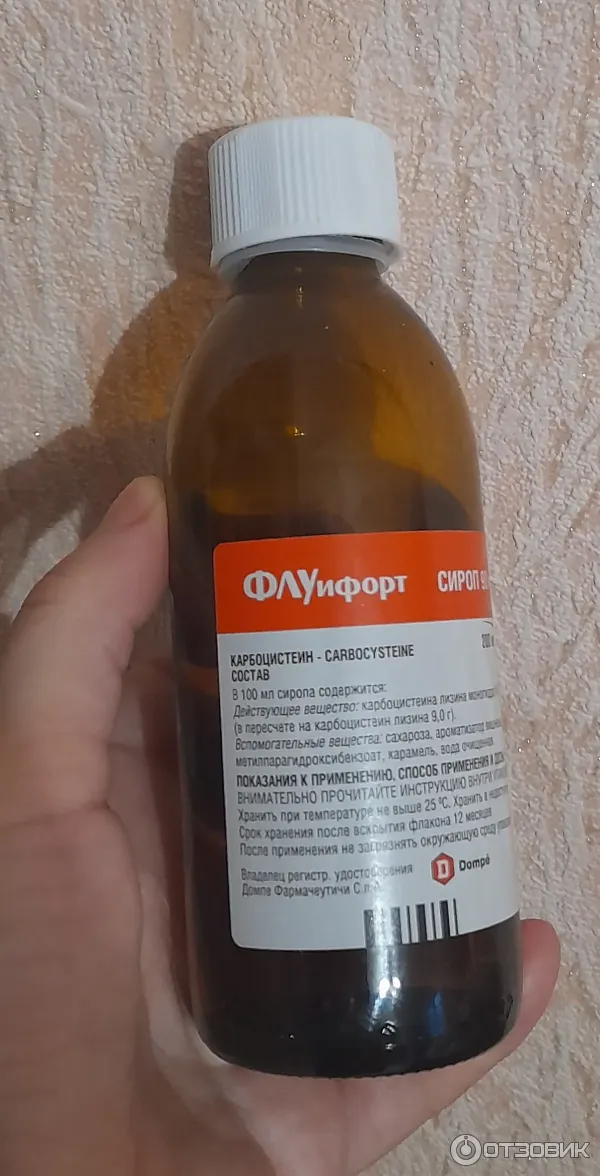 ФЛУифорт СИРОП
КАРБОЦИСТЕИН - CARBOCYSTEINE
СОСТАВ
В 100 мл сиропа содержится:
Действующее вещество: карбоцистеина лизина
(в пересчете на карбоцистеин лизина 9,0 г).
Вспомогательные вещества: сахароза, ароматизатор
метилпарагидроксибензоат, карамель, вода очищенная.
ПОКАЗАНИЯ К ПРИМЕНЕНИЮ, СПОСОБ ПРИМЕНЕНИЯ И
ВНИМАТЕЛЬНО ПРОЧИТАЙТЕ ИНСТРУКЦИЮ ВНУТРИ
Хранить при температуре не выше 25 °С. Хранить в
Срок хранения после вскрытия флакона 12 месяцев
После применения не загрязнять окружающую среду
Владелец регистр. удостоверения
Домпе Фармачеутичи С.п.А.
Dompé
ОТЗОВИК